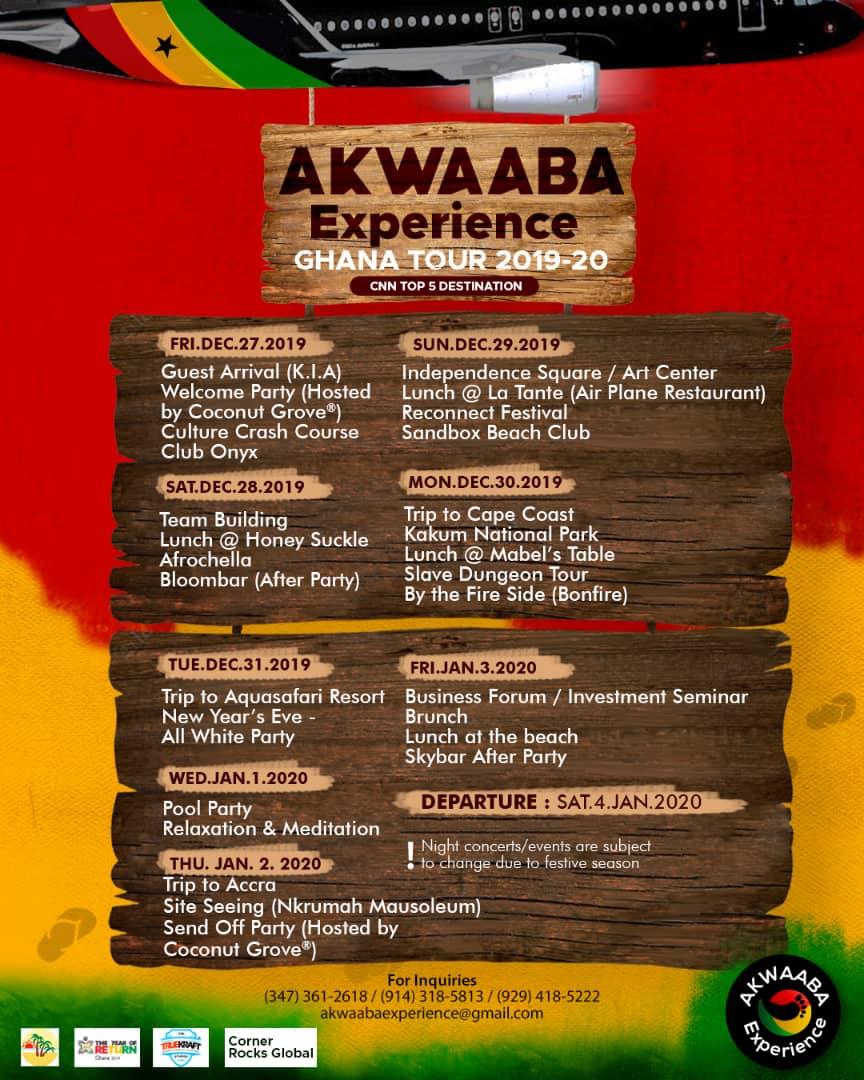 AKWAABA
Experience
GHANA TOUR 2019-20
CNN TOP 5 DESTINATION
FRI.DEC.27.2019
Guest Arrival (K.I.A)
Welcome Party (Hosted
by Coconut Grove®)
Culture Crash Course
Club Onyx
SAT.DEC.28.2019
Team Building
Lunch @ Honey Suckle
Afrochella
Bloombar (After Party)
SUN.DEC.29.2019
Independence Square / Art Center
Lunch @ La Tante (Air Plane Restaurant)
Reconnect Festival
Sandbox Beach Club
MON.DEC.30.2019
Trip to Cape Coast
Kakum National Park
Lunch @ Mabel's Table
Slave Dungeon Tour
By the Fire Side (Bonfire)
TUE.DEC.31.2019
Trip to Aquasafari Resort
New Year's Eve -
All White Party
WED.JAN.1.2020
Pool Party
Relaxation & Meditation
THU. JAN. 2. 2020
Trip to Accra
Site Seeing (Nkrumah Mausoleum)
Send Off Party (Hosted by
Coconut Grove®)
FRI.JAN.3.2020
Business Forum / Investment Seminar
Brunch
Lunch at the beach
Skybar After Party
DEPARTURE : SAT.4.JAN.2020
! Night concerts/events are subject
to change due to festive season
For Inquiries
(347) 361-2618 / (914) 318-5813 / (929) 418-5222
akwaabaexperience@gmail.com
THE YEAR OF
RETURN
Ghana 2019
TRUEKRAFT
Corner
Rocks Global
AKWAABA
Experience